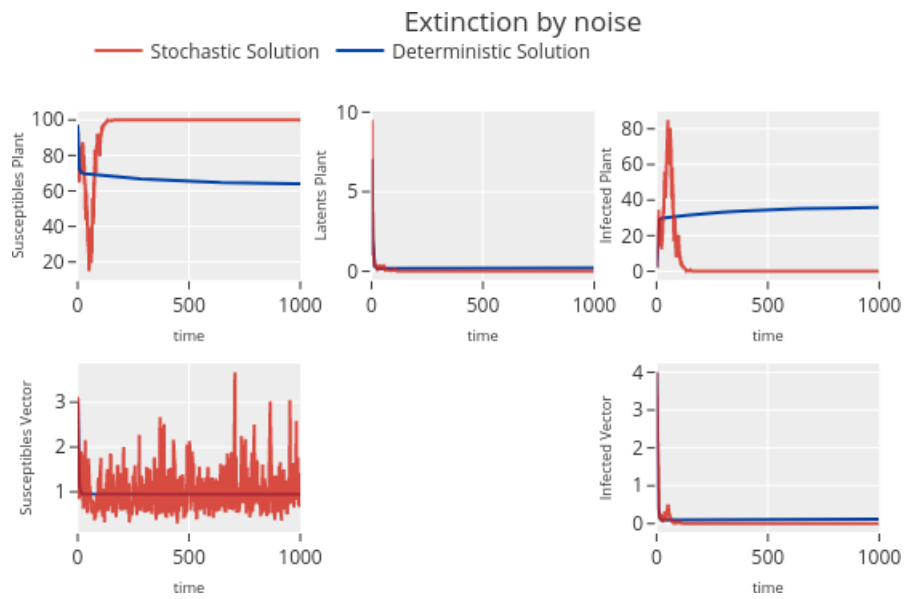 Extinction by noise
Stochastic Solution Deterministic Solution
Susceptibles Plant
100
80
60
40
20
0 500 1000
time
Latents Plant
10
5
0
0 500 1000
time
Infected Plant
80
60
40
20
0
0 500 1000
time
Susceptibles Vector
3
2
1
0 500 1000
time
Infected Vector
4
3
2
1
0
0 500 1000
time